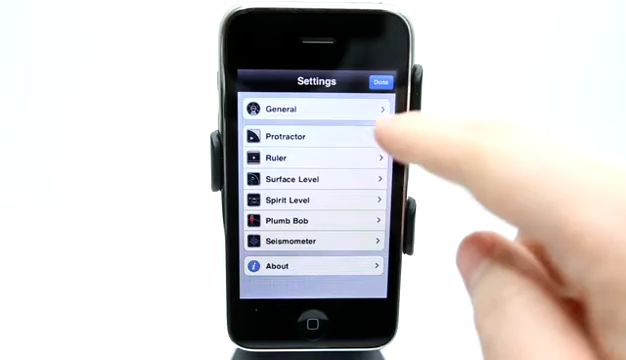 Settings
Done
General
Protractor
Ruler
Surface Level
Spirit Level
Plumb Bob
Seismometer
About